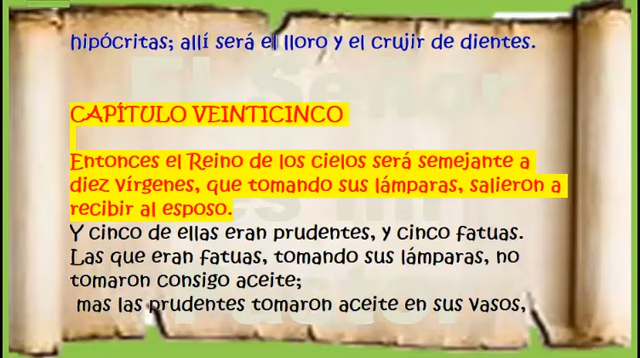 hipócritas; allí será el lloro y el crujir de dientes.
CAPÍTULO VEINTICINCO
Entonces el Reino de los cielos será semejante a
diez vírgenes, que tomando sus lámparas, salieron a
recibir al esposo.
Y cinco de ellas eran prudentes, y cinco fatuas.
Las que eran fatuas, tomando sus lámparas, no
tomaron consigo aceite;
mas las prudentes tomaron aceite en sus vasos,